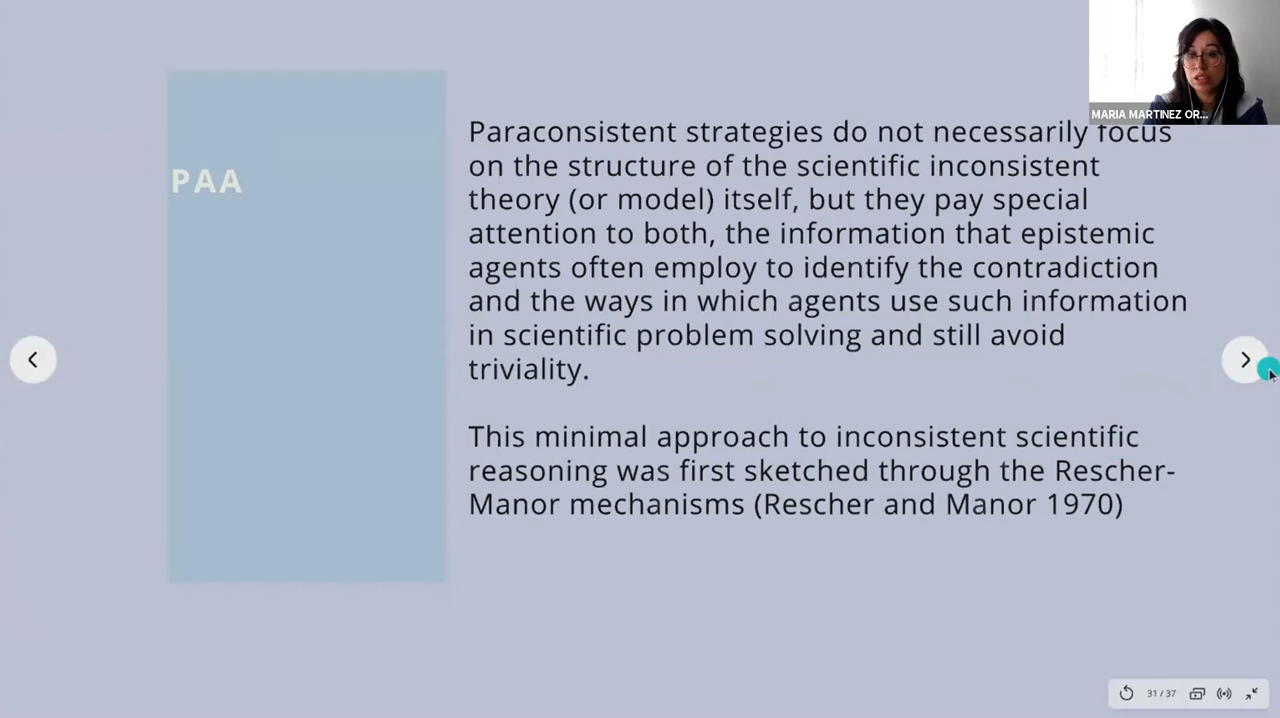 MARIA MARTINEZ OR...
PAA
Paraconsistent strategies do not necessarily focus
on the structure of the scientific inconsistent
theory (or model) itself, but they pay special
attention to both, the information that epistemic
agents often employ to identify the contradiction
and the ways in which agents use such information
in scientific problem solving and still avoid
triviality.
This minimal approach to inconsistent scientific
reasoning was first sketched through the Rescher-
Manor mechanisms (Rescher and Manor 1970)
31 / 37